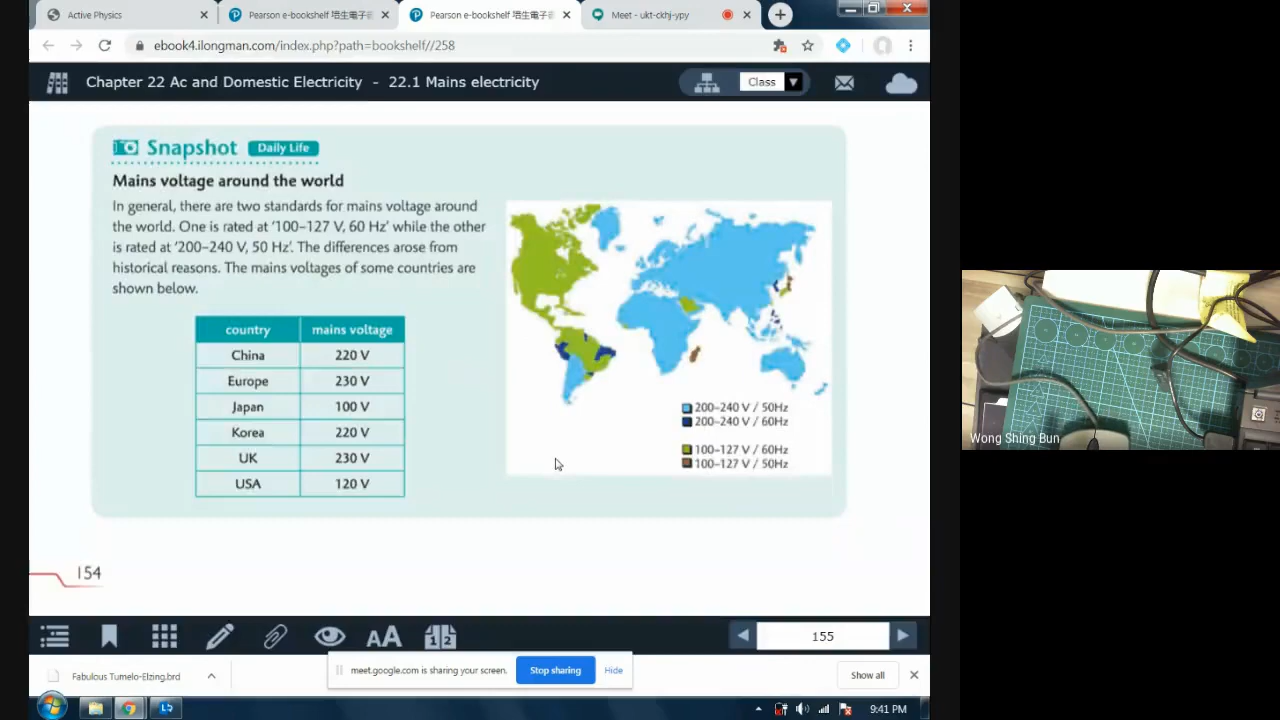 Active Physics
Pearson e-bookshelf 培生電子
Pearson e-bookshelf 培生電子
Meet - ukt-ckhj-ypy
ebook4.ilongman.com/index.php?path=bookshelf//258
Chapter 22 Ac and Domestic Electricity - 22.1 Mains electricity
Class
Snapshot Daily Life
Mains voltage around the world
In general, there are two standards for mains voltage around
the world. One is rated at ‘100–127 V, 60 Hz’ while the other
is rated at ‘200–240 V, 50 Hz’. The differences arose from
historical reasons. The mains voltages of some countries are
shown below.
country mains voltage
China 220 V
Europe 230 V
Japan 100 V
Korea 220 V
UK 230 V
USA 120 V
200–240 V / 50Hz
200–240 V / 60Hz
100–127 V / 60Hz
100–127 V / 50Hz
Wong Shing Bun
154
AA
12
155
meet.google.com is sharing your screen.
Stop sharing
Hide
Fabulous Tumelo-Elzing.brd
Show all
9:41 PM